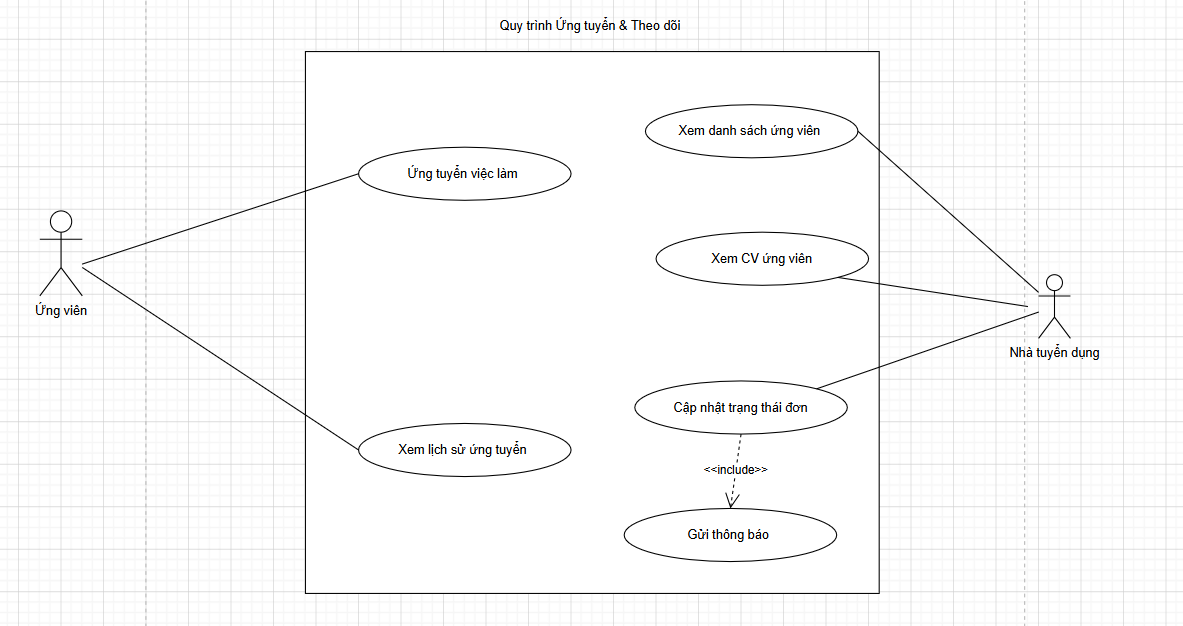 Quy trình Ứng tuyển & Theo dõi
Xem danh sách ứng viên
Ứng tuyển việc làm
Xem CV ứng viên
Ứng viên
Nhà tuyển dụng
Cập nhật trạng thái đơn
Xem lịch sử ứng tuyển
<<include>>
Gửi thông báo